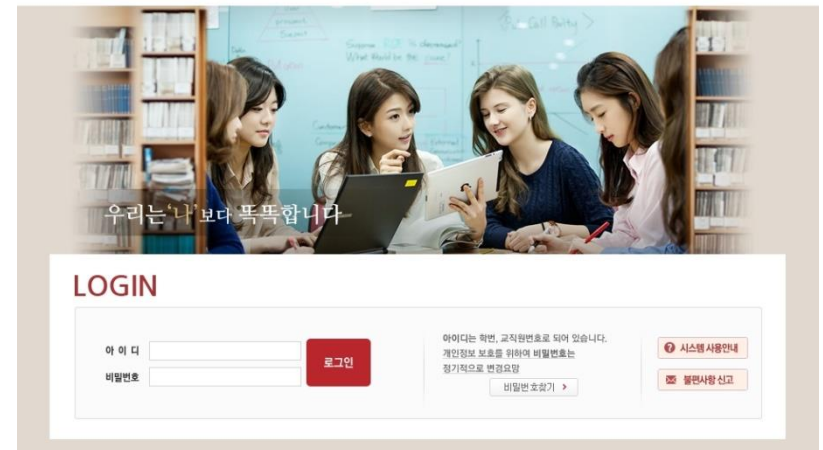 우리는 '나'보다 똑똑합니다
LOGIN
아 이 디
비밀번호
로그인
아이디는 학번, 교직원번호로 되어 있습니다.
개인정보 보호를 위하여 비밀번호는
정기적으로 변경요망
비밀번호찾기 >
? 시스템 사용안내
불편사항 신고